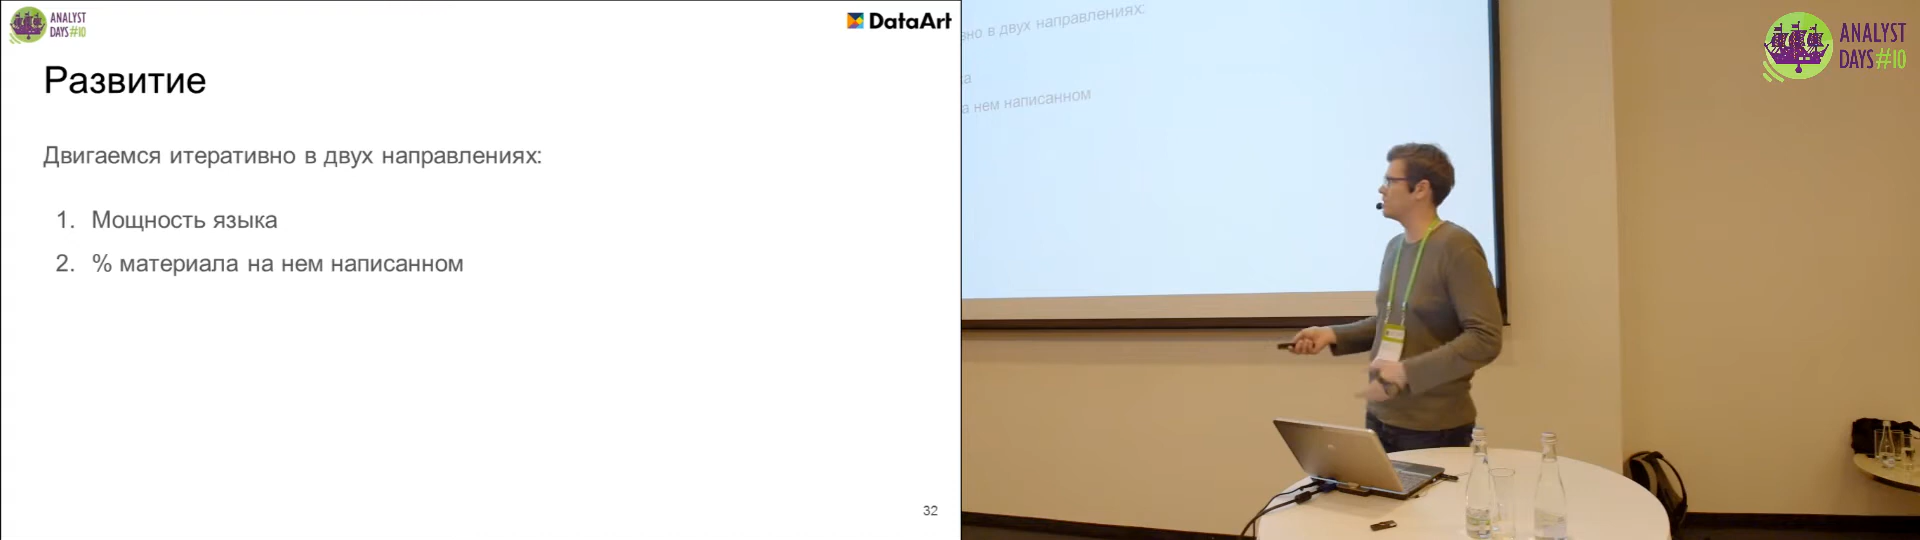 ANALYST
DAYS#10
DataArt
Развитие
Двигаемся итеративно в двух направлениях:
1. Мощность языка
2. % материала на нем написанном
32
но в двух направлениях:
а
а нем написанном
ANALYST
DAYS#10